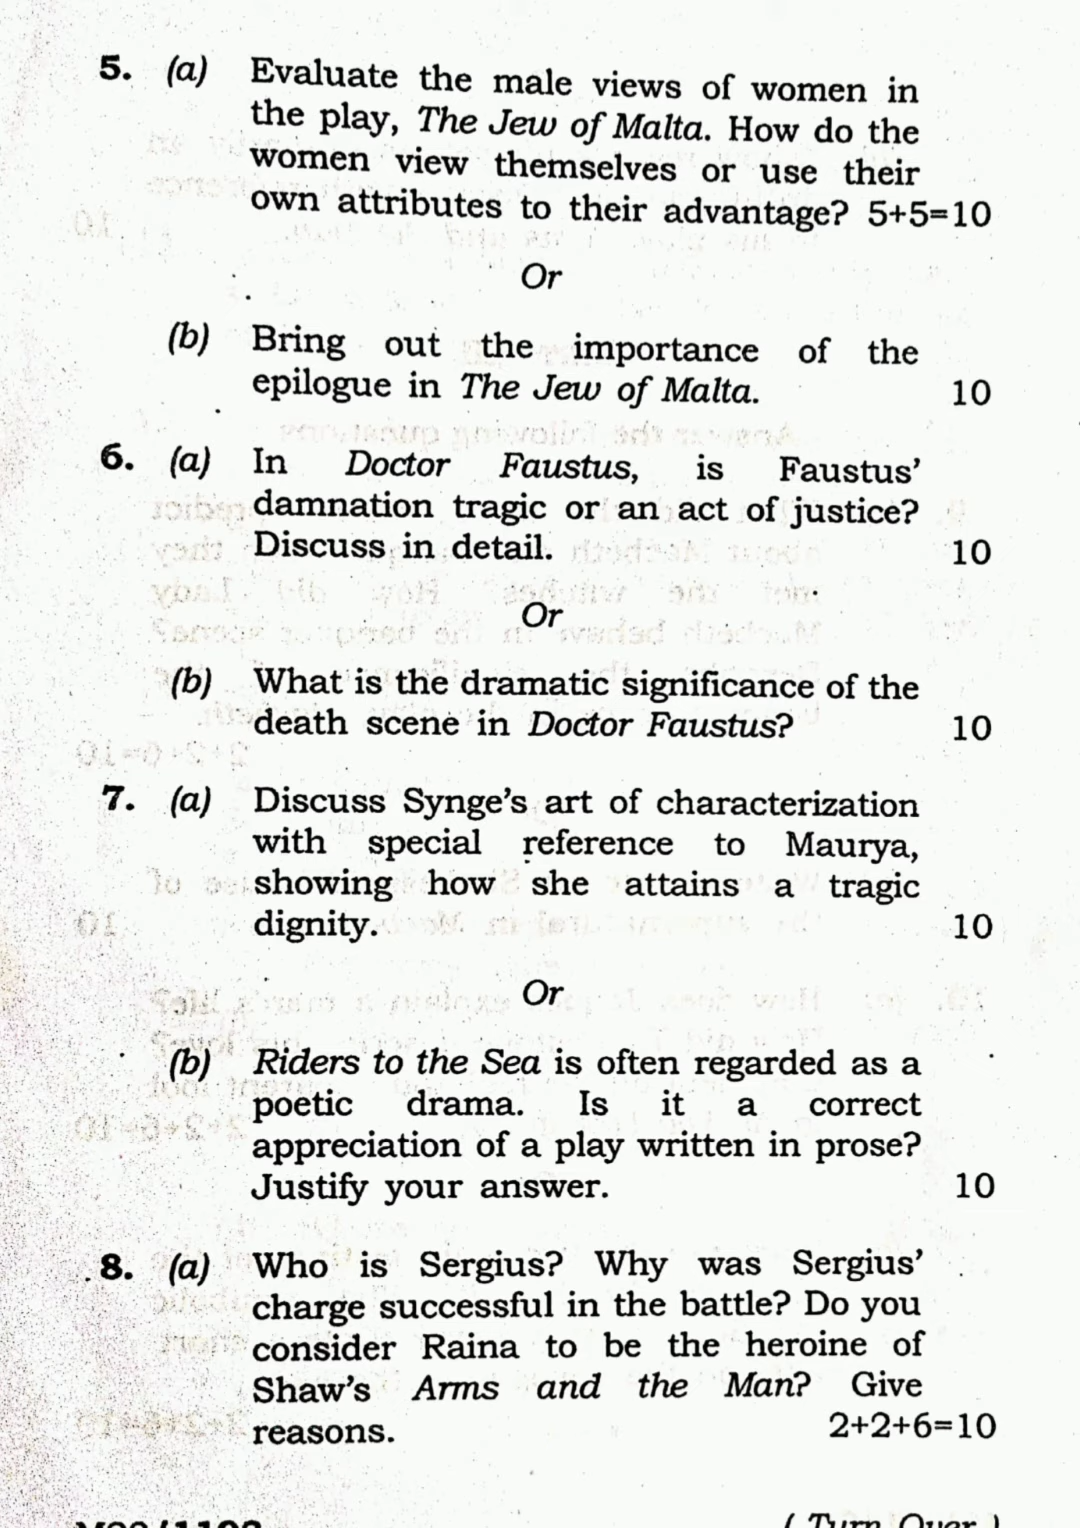 5. (a) Evaluate the male views of women in
the play, The Jew of Malta. How do the
women view themselves or use their
own attributes to their advantage? 5+5=10
Or
(b) Bring out the importance of the
epilogue in The Jew of Malta. 10
6. (a) In Doctor Faustus, is Faustus'
damnation tragic or an act of justice?
Discuss in detail. 10
Or
(b) What is the dramatic significance of the
death scene in Doctor Faustus? 10
7. (a) Discuss Synge's art of characterization
with special reference to Maurya,
showing how she attains a tragic
dignity. 10
Or
(b) Riders to the Sea is often regarded as a
poetic drama. Is it a correct
appreciation of a play written in prose?
Justify your answer. 10
8. (a) Who is Sergius? Why was Sergius'
charge successful in the battle? Do you
consider Raina to be the heroine of
Shaw's Arms and the Man? Give
reasons. 2+2+6=10
( Turn Over )